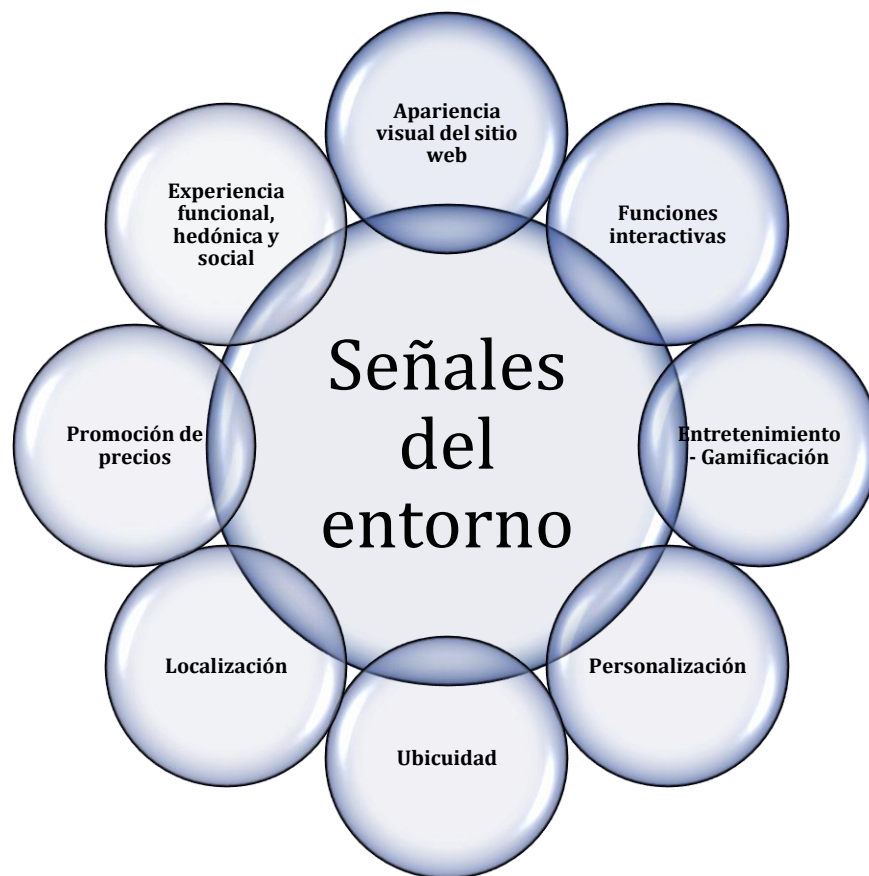 Apariencia
visual del sitio
web
Funciones
interactivas
Entretenimiento
- Gamificación
Personalización
Ubicuidad
Localización
Promoción de
precios
Experiencia
funcional,
hedónica y
social
Señales
del
entorno